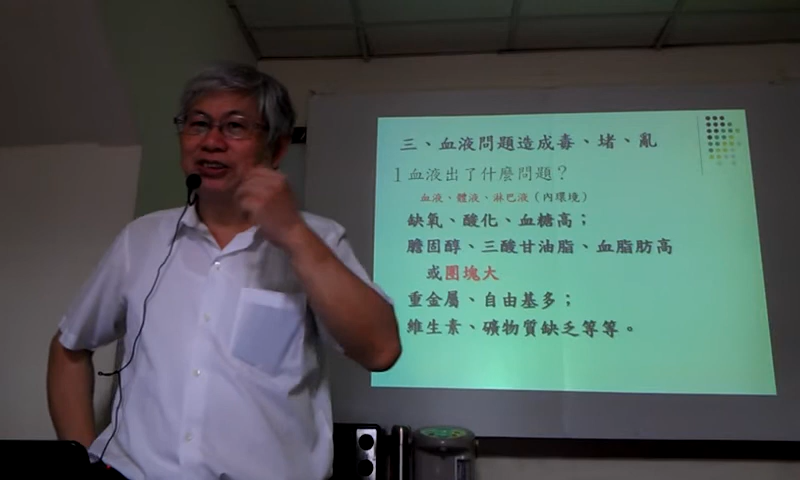 三、血液問題造成毒、堵、亂
1血液出了什麼問題？
血液、體液、淋巴液（內環境）
缺氧、酸化、血糖高；
膽固醇、三酸甘油脂、血脂肪高
或團塊大
重金屬、自由基多；
維生素、礦物質缺乏等等。